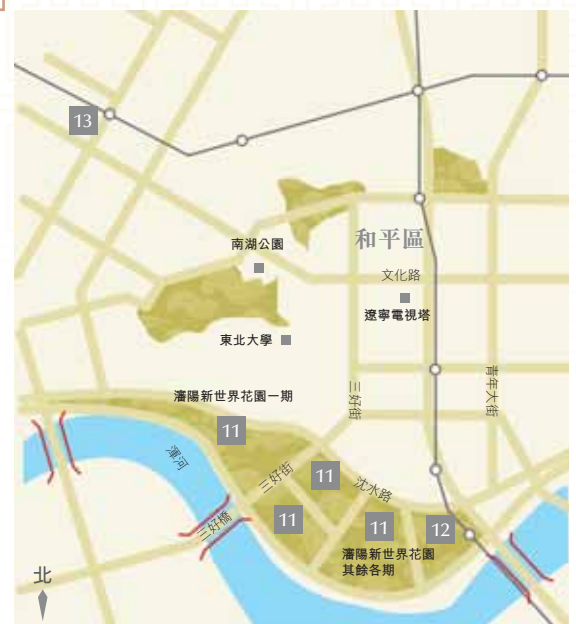 13
和平區
南湖公園
文化路
遼寧電視塔
東北大學
三好街
青年大街
瀋陽新世界花園一期
11
渾河
三好街
11
沈水路
11
三好橋
11
12
瀋陽新世界花園
其餘各期
北